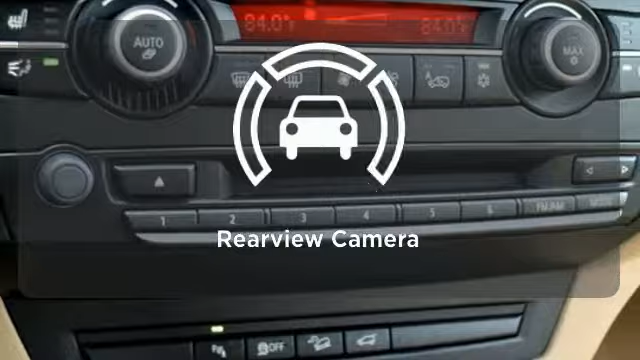 84.0°F 84.0°F
AUTO
MAX
A
1 2 3 4 5 6 FM/AM MODE
Rearview Camera
P OFF